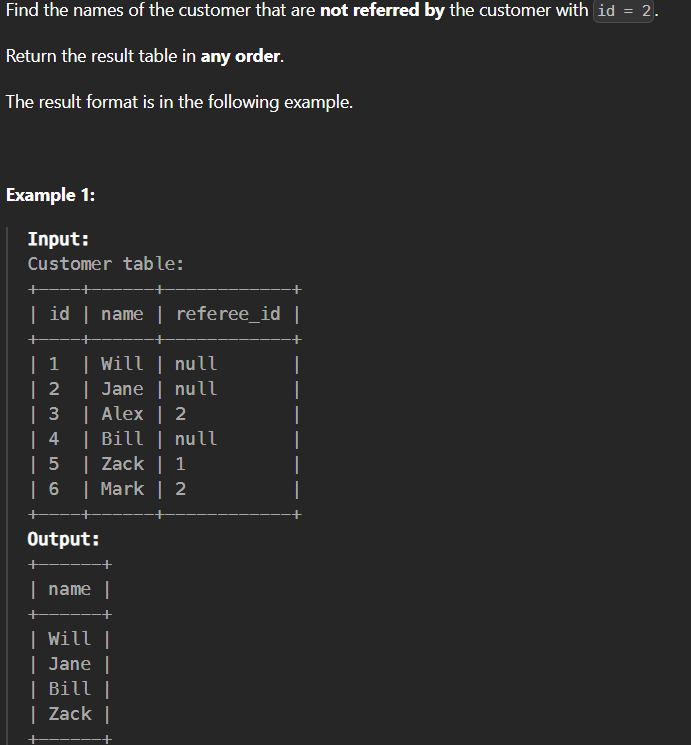 Find the names of the customer that are not referred by the customer with id = 2.
Return the result table in any order.
The result format is in the following example.
Example 1:
Input:
Customer table:
+----+------+------------+
| id | name | referee_id |
+----+------+------------+
| 1  | Will | null       |
| 2  | Jane | null       |
| 3  | Alex | 2          |
| 4  | Bill | null       |
| 5  | Zack | 1          |
| 6  | Mark | 2          |
+----+------+------------+
Output:
+------+
| name |
+------+
| Will |
| Jane |
| Bill |
| Zack |
+------+